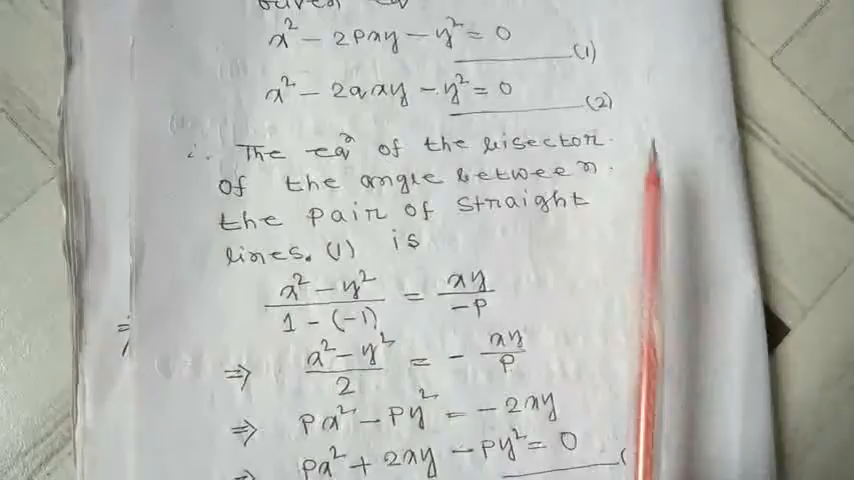 x² - 2pxy - y² = 0
(1)
x² - 2qxy - y² = 0
(2)
∴ The eqⁿ of the bisector
of the angle between
the pair of straight
lines. (1) is
x² - y² / 1 - (-1) = xy / -p
⇒ x² - y² / 2 = - xy / p
⇒ px² - py² = - 2xy
⇒ px² + 2xy - py² = 0